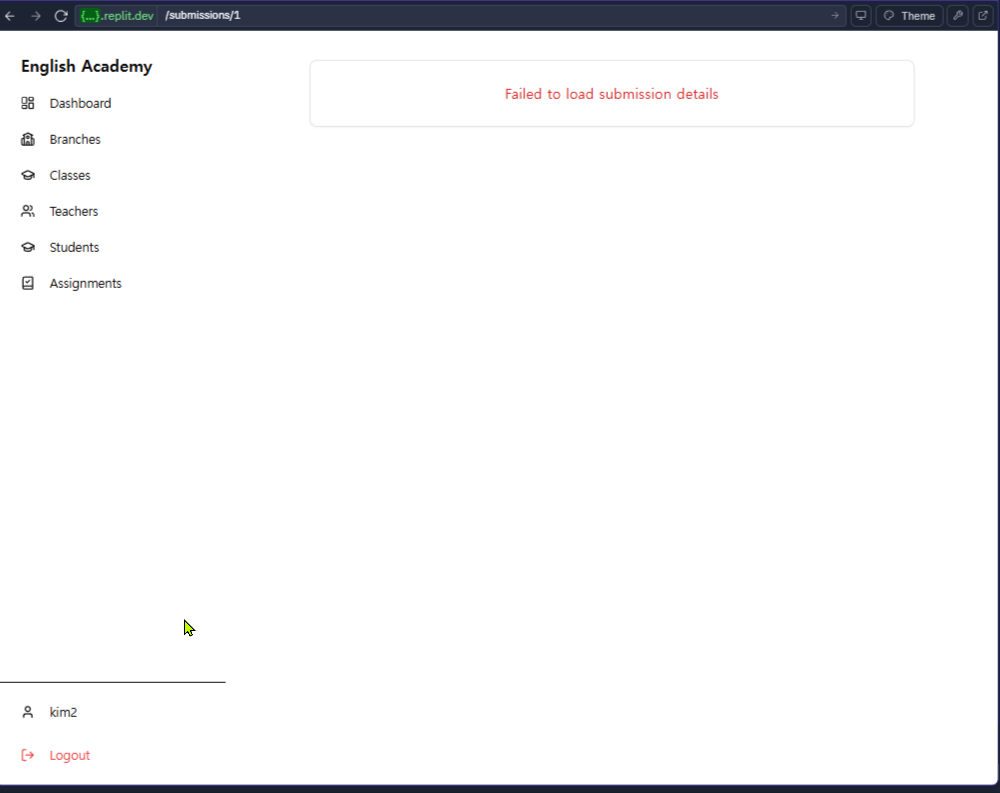 {...}.replit.dev /submissions/1
Theme
English Academy
Dashboard
Branches
Classes
Teachers
Students
Assignments
Failed to load submission details
kim2
Logout